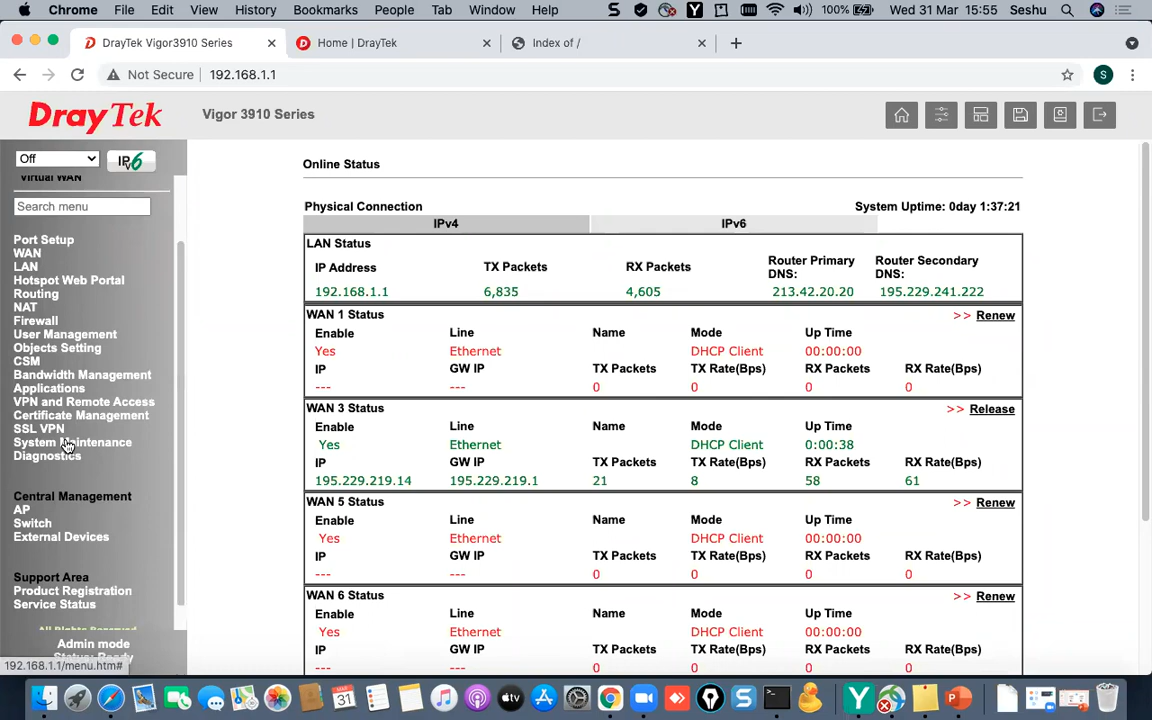 Chrome File Edit View History Bookmarks People Tab Window Help 100% Wed 31 Mar 15:55 Seshu
DrayTek Vigor3910 Series Home | DrayTek Index of /
Not Secure 192.168.1.1 S
DrayTek Vigor 3910 Series
Off IPv6
Virtual WAN
Search menu
Port Setup
WAN
LAN
Hotspot Web Portal
Routing
NAT
Firewall
User Management
Objects Setting
CSM
Bandwidth Management
Applications
VPN and Remote Access
Certificate Management
SSL VPN
System Maintenance
Diagnostics
Central Management
AP
Switch
External Devices
Support Area
Product Registration
Service Status
All Rights Reserved
Admin mode
Status: Ready
192.168.1.1/menu.htm#
Online Status
Physical Connection System Uptime: 0day 1:37:21
IPv4 IPv6
LAN Status
IP Address TX Packets RX Packets Router Primary DNS: Router Secondary DNS:
192.168.1.1 6,835 4,605 213.42.20.20 195.229.241.222
WAN 1 Status >> Renew
Enable Line Name Mode Up Time
Yes Ethernet DHCP Client 00:00:00
IP GW IP TX Packets TX Rate(Bps) RX Packets RX Rate(Bps)
--- --- 0 0 0 0
WAN 3 Status >> Release
Enable Line Name Mode Up Time
Yes Ethernet DHCP Client 0:00:38
IP GW IP TX Packets TX Rate(Bps) RX Packets RX Rate(Bps)
195.229.219.14 195.229.219.1 21 8 58 61
WAN 5 Status >> Renew
Enable Line Name Mode Up Time
Yes Ethernet DHCP Client 00:00:00
IP GW IP TX Packets TX Rate(Bps) RX Packets RX Rate(Bps)
--- --- 0 0 0 0
WAN 6 Status >> Renew
Enable Line Name Mode Up Time
Yes Ethernet DHCP Client 00:00:00
IP GW IP TX Packets TX Rate(Bps) RX Packets RX Rate(Bps)
--- --- 0 0 0 0